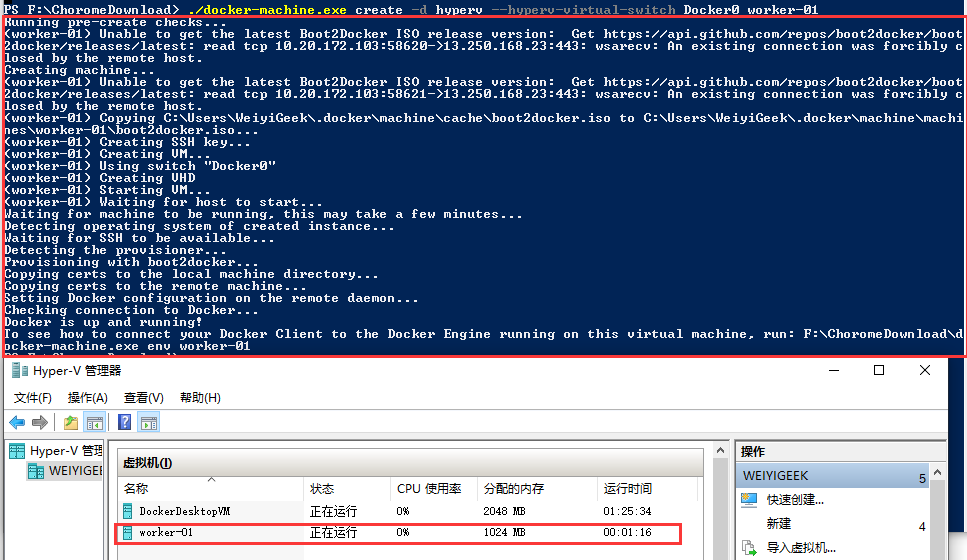 PS F:\ChoromeDownload> ./docker-machine.exe create -d hyperv --hyperv-virtual-switch Docker0 worker-01
Running pre-create checks...
(worker-01) Unable to get the latest Boot2Docker ISO release version:  Get https://api.github.com/repos/boot2docker/boot
2docker/releases/latest: read tcp 10.20.172.103:58620->13.250.168.23:443: wsarecv: An existing connection was forcibly c
losed by the remote host.
Creating machine...
(worker-01) Unable to get the latest Boot2Docker ISO release version:  Get https://api.github.com/repos/boot2docker/boot
2docker/releases/latest: read tcp 10.20.172.103:58621->13.250.168.23:443: wsarecv: An existing connection was forcibly c
losed by the remote host.
(worker-01) Copying C:\Users\WeiyiGeek\.docker\machine\cache\boot2docker.iso to C:\Users\WeiyiGeek\.docker\machine\machi
nes\worker-01\boot2docker.iso...
(worker-01) Creating SSH key...
(worker-01) Creating VM...
(worker-01) Using switch "Docker0"
(worker-01) Creating VHD
(worker-01) Starting VM...
(worker-01) Waiting for host to start...
Waiting for machine to be running, this may take a few minutes...
Detecting operating system of created instance...
Waiting for SSH to be available...
Detecting the provisioner...
Provisioning with boot2docker...
Copying certs to the local machine directory...
Copying certs to the remote machine...
Setting Docker configuration on the remote daemon...
Checking connection to Docker...
Docker is up and running!
To see how to connect your Docker Client to the Docker Engine running on this virtual machine, run: F:\ChoromeDownload\d
ocker-machine.exe env worker-01
Hyper-V 管理器
文件(F) 操作(A) 查看(V) 帮助(H)
Hyper-V 管理
WEIYIGEE
虚拟机(I)
名称 状态 CPU 使用率 分配的内存 运行时间
DockerDesktopVM 正在运行 0% 2048 MB 01:25:34
worker-01 正在运行 0% 1024 MB 00:01:16
操作
WEIYIGEEK 5
快速创建...
新建 4
导入虚拟机...